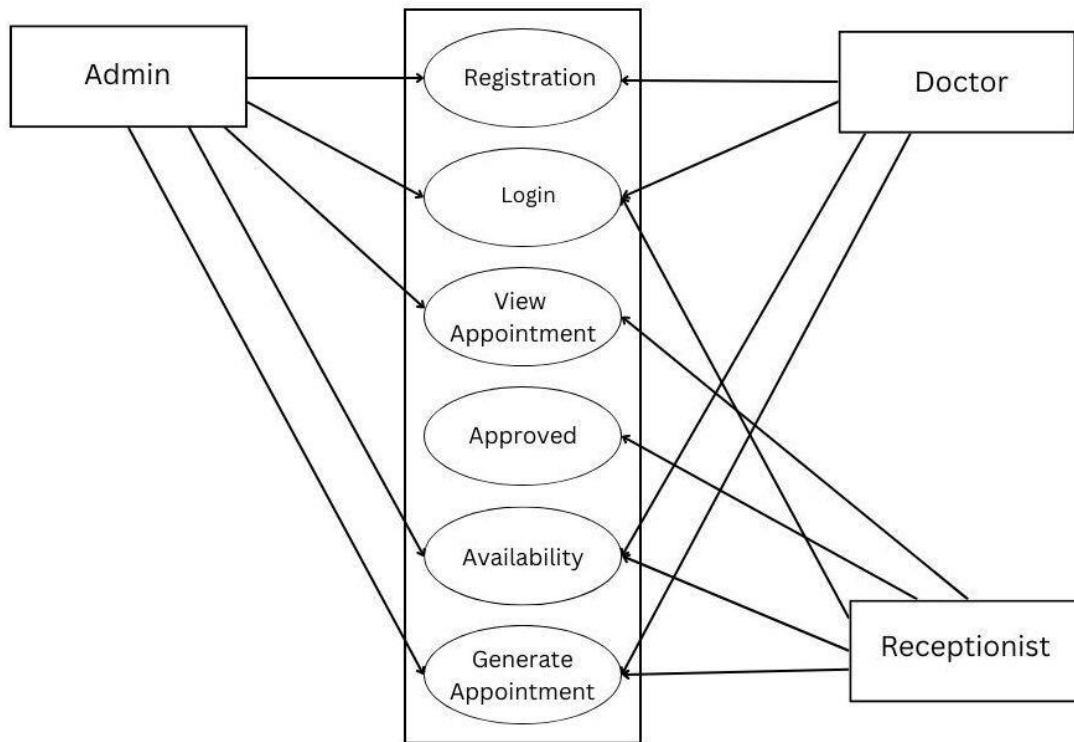 Admin
Registration
Doctor
Login
View
Appointment
Approved
Availability
Receptionist
Generate
Appointment